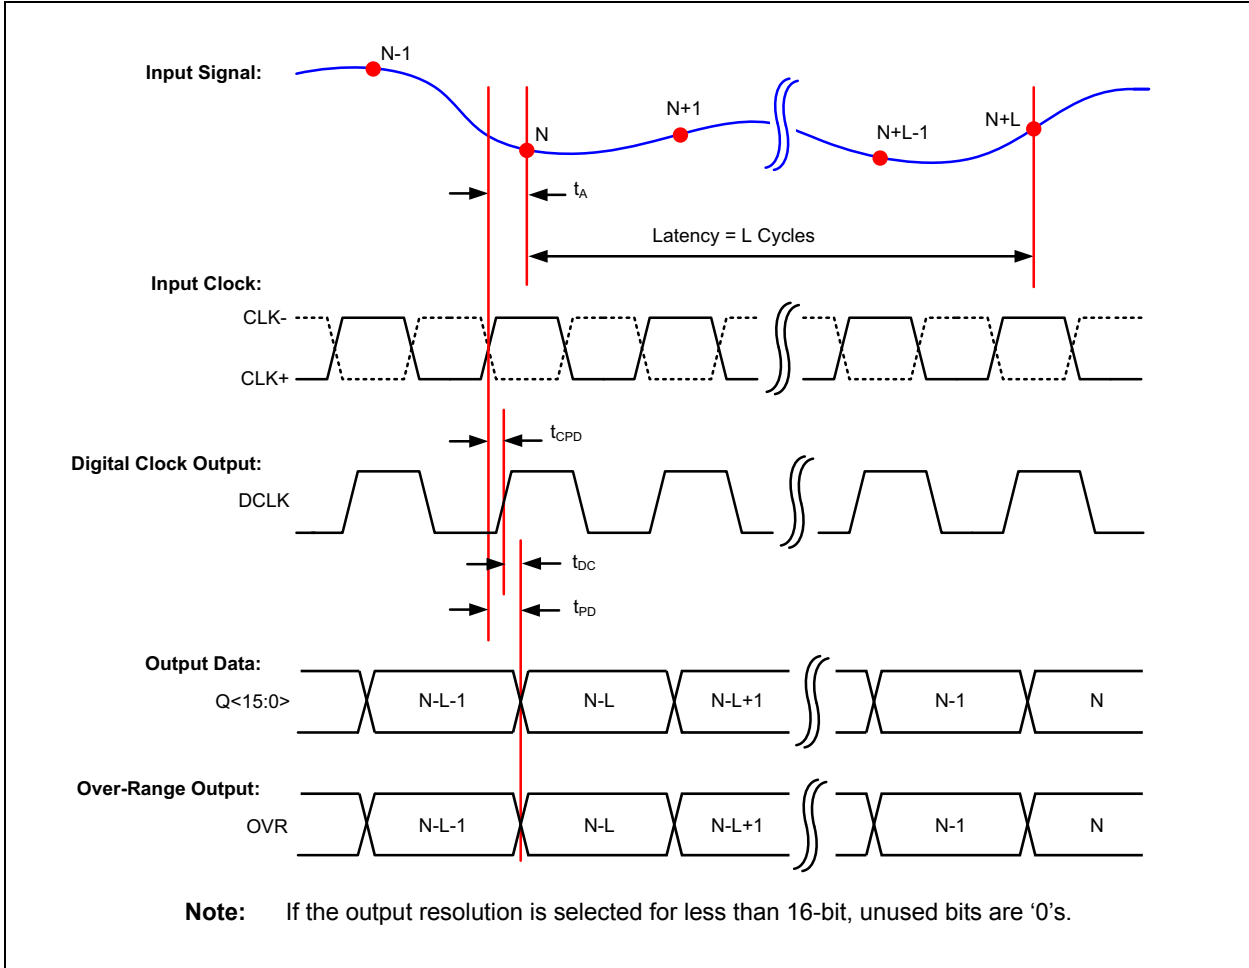 N-1
Input Signal:
N
N+1
N+L-1
N+L
tA
Latency = L Cycles
Input Clock:
CLK-
CLK+
tCPD
Digital Clock Output:
DCLK
tDC
tPD
Output Data:
Q<15:0>
N-L-1
N-L
N-L+1
N-1
N
Over-Range Output:
OVR
N-L-1
N-L
N-L+1
N-1
N
Note: If the output resolution is selected for less than 16-bit, unused bits are ‘0’s.